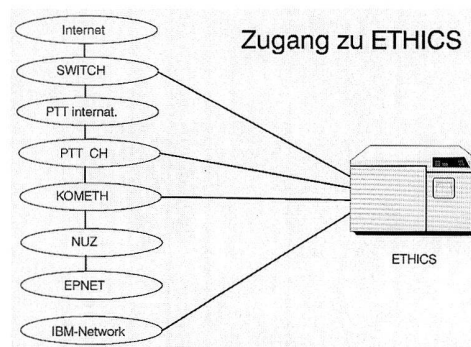 Zugang zu ETHICS
Internet
SWITCH
PTT internat.
PTT CH
KOMETH
NUZ
EPNET
IBM-Network
ETHICS